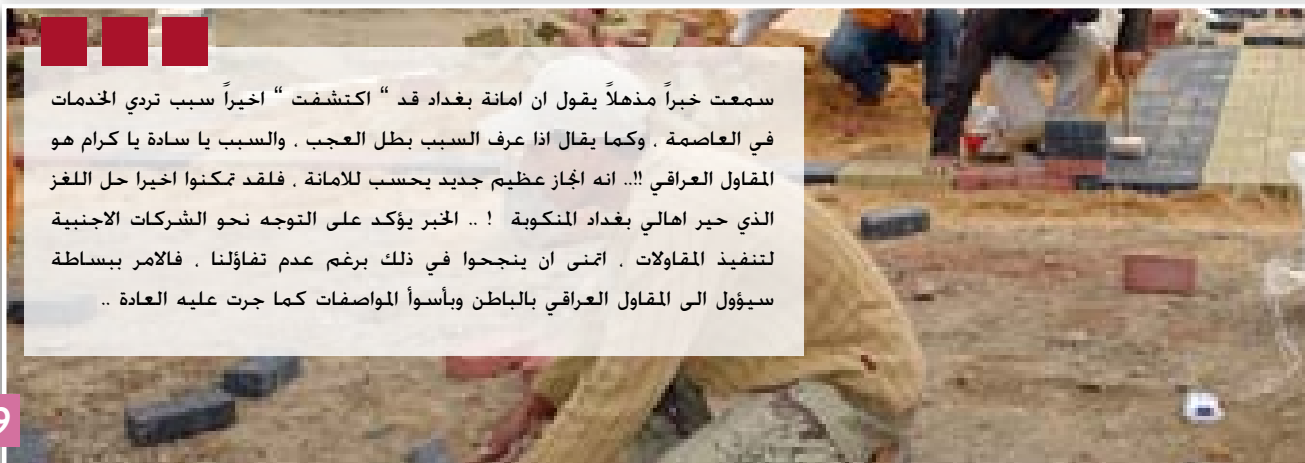 سمعت خبراً مذهلاً يقول ان امانة بغداد قد “ اكتشفت “ اخيراً سبب تردي الخدمات
في العاصمة . وكما يقال اذا عرف السبب بطل العجب . والسبب يا سادة يا كرام هو
المقاول العراقي !!.. انه انجاز عظيم جديد يحسب للامانة . فلقد تمكنوا اخيرا حل اللغز
الذي حير اهالي بغداد المنكوبة ! .. الخبر يؤكد على التوجه نحو الشركات الاجنبية
لتنفيذ المقاولات . اتمنى ان ينجحوا في ذلك برغم عدم تفاؤلنا . فالامر ببساطة
سيؤول الى المقاول العراقي بالباطن وبأسوأ المواصفات كما جرت عليه العادة ..
9